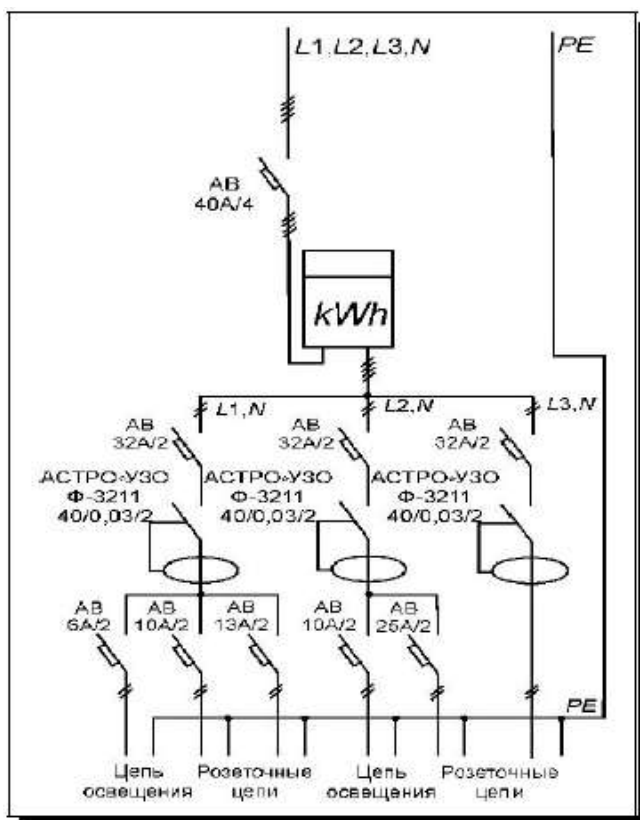 L1,L2,L3,N
PE
АВ
40А/4
kWh
L1,N
L2,N
L3,N
АВ
32А/2
АВ
32А/2
АВ
32А/2
АСТРО-УЗО
Ф-3211
40/0,03/2
АСТРО-УЗО
Ф-3211
40/0,03/2
АСТРО-УЗО
Ф-3211
40/0,03/2
АВ
6А/2
АВ
10А/2
АВ
13А/2
АВ
10А/2
АВ
25А/2
PE
Цепь
освещения
Розеточные
цепи
Цепь
освещения
Розеточные
цепи